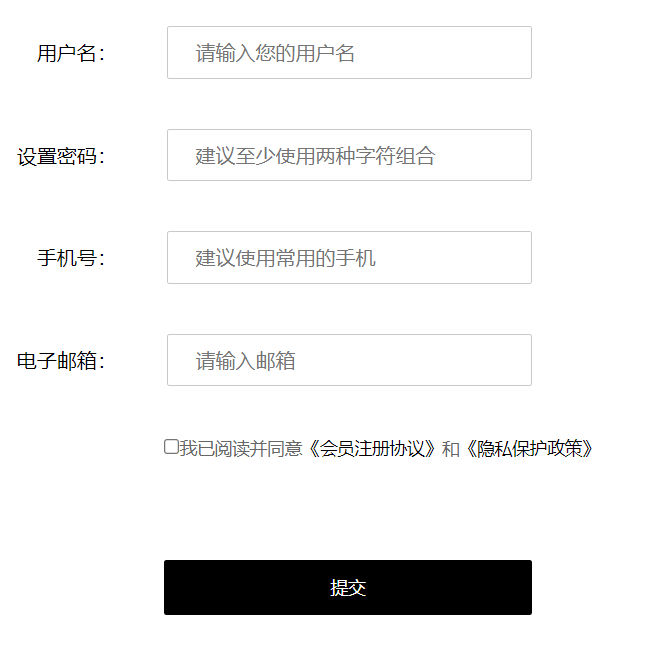 用户名： 请输入您的用户名
设置密码： 建议至少使用两种字符组合
手机号： 建议使用常用的手机
电子邮箱： 请输入邮箱
我已阅读并同意《会员注册协议》和《隐私保护政策》
提交